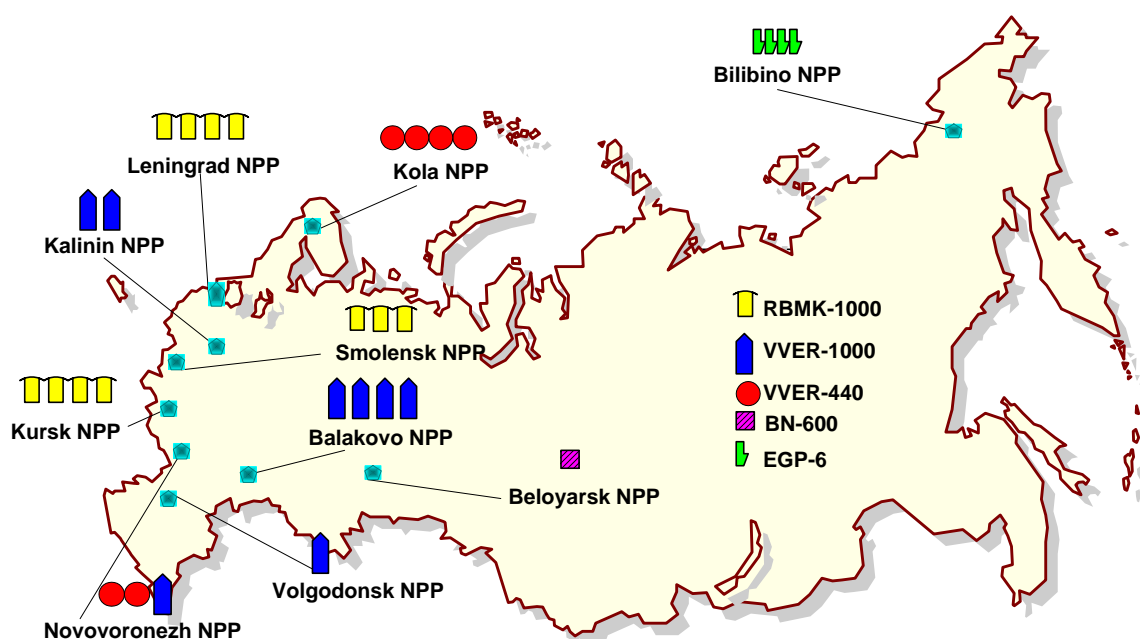 Bilibino NPP
Leningrad NPP
Kola NPP
Kalinin NPP
RBMK-1000
Smolensk NPP
VVER-1000
VVER-440
Kursk NPP
BN-600
Balakovo NPP
EGP-6
Beloyarsk NPP
Volgodonsk NPP
Novovoronezh NPP